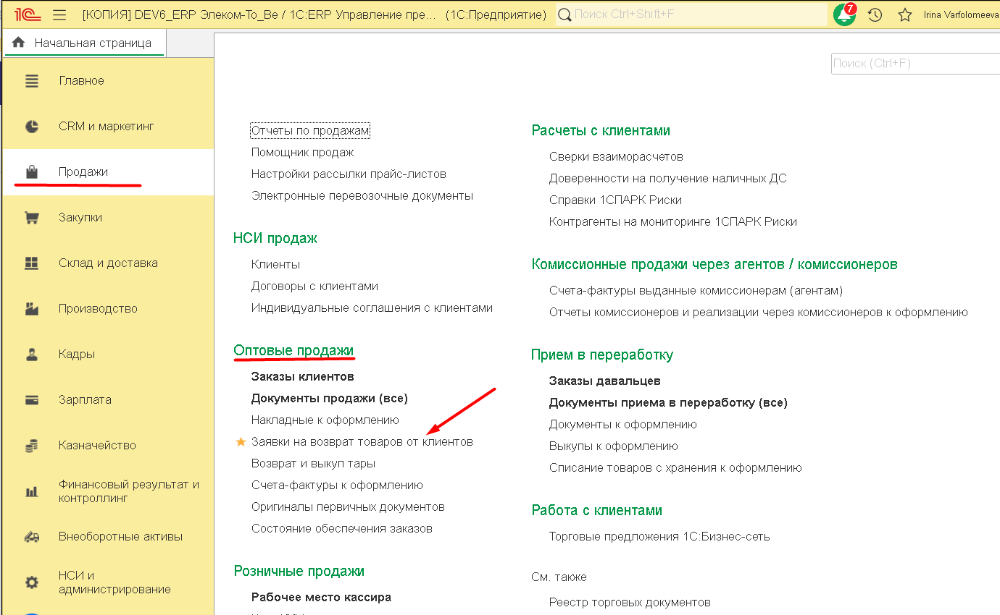 1С
[КОПИЯ] DEV6_ERP Элеком-To_Be / 1С:ERP Управление пре... (1С:Предприятие)
Поиск Ctrl+Shift+F
7
Irina Varfolomeeva
Начальная страница
Главное
CRM и маркетинг
Продажи
Закупки
Склад и доставка
Производство
Кадры
Зарплата
Казначейство
Финансовый результат и
контроллинг
Внеоборотные активы
НСИ и
администрирование
Поиск (Ctrl+F)
Отчеты по продажам
Помощник продаж
Настройки рассылки прайс-листов
Электронные перевозочные документы
НСИ продаж
Клиенты
Договоры с клиентами
Индивидуальные соглашения с клиентами
Оптовые продажи
Заказы клиентов
Документы продажи (все)
Накладные к оформлению
Заявки на возврат товаров от клиентов
Возврат и выкуп тары
Счета-фактуры к оформлению
Оригиналы первичных документов
Состояние обеспечения заказов
Розничные продажи
Рабочее место кассира
Расчеты с клиентами
Сверки взаиморасчетов
Доверенности на получение наличных ДС
Справки 1СПАРК Риски
Контрагенты на мониторинге 1СПАРК Риски
Комиссионные продажи через агентов / комиссионеров
Счета-фактуры выданные комиссионерам (агентам)
Отчеты комиссионеров и реализации через комиссионеров к оформлению
Прием в переработку
Заказы давальцев
Документы приема в переработку (все)
Документы к оформлению
Выкупы к оформлению
Списание товаров с хранения к оформлению
Работа с клиентами
Торговые предложения 1С:Бизнес-сеть
См. также
Реестр торговых документов